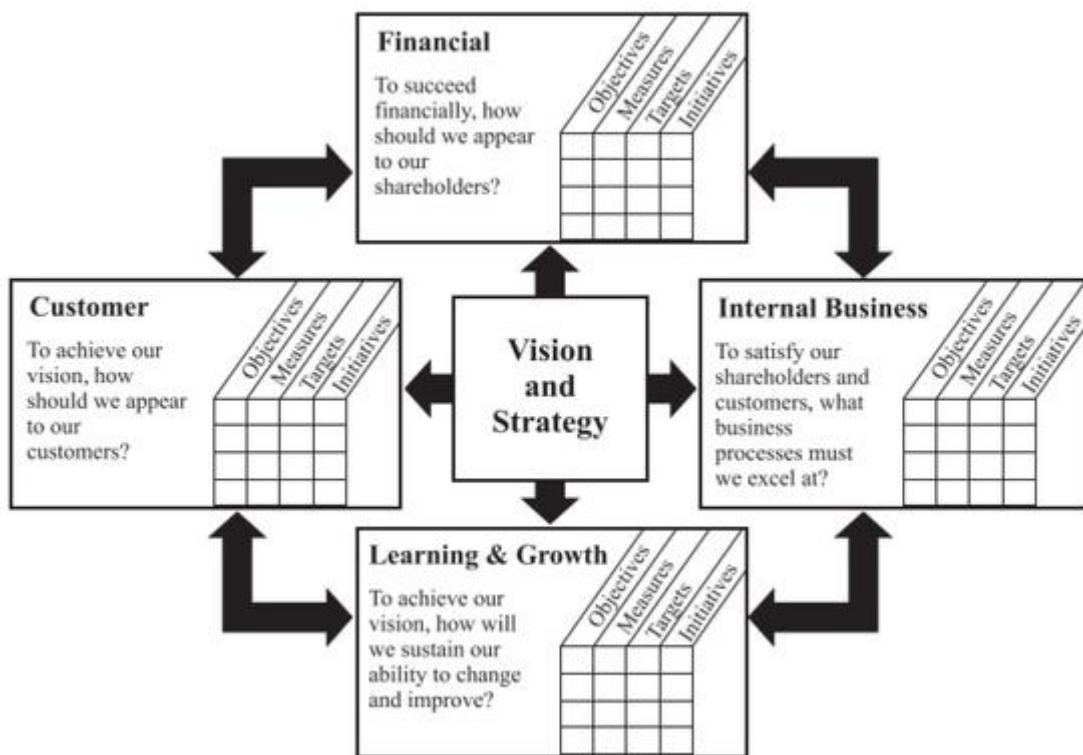 Financial
To succeed
financially, how
should we appear
to our
shareholders?
Objectives
Measures
Targets
Initiatives
Customer
To achieve our
vision, how
should we appear
to our
customers?
Objectives
Measures
Targets
Initiatives
Vision
and
Strategy
Internal Business
To satisfy our
shareholders and
customers, what
business
processes must
we excel at?
Objectives
Measures
Targets
Initiatives
Learning & Growth
To achieve our
vision, how will
we sustain our
ability to change
and improve?
Objectives
Measures
Targets
Initiatives